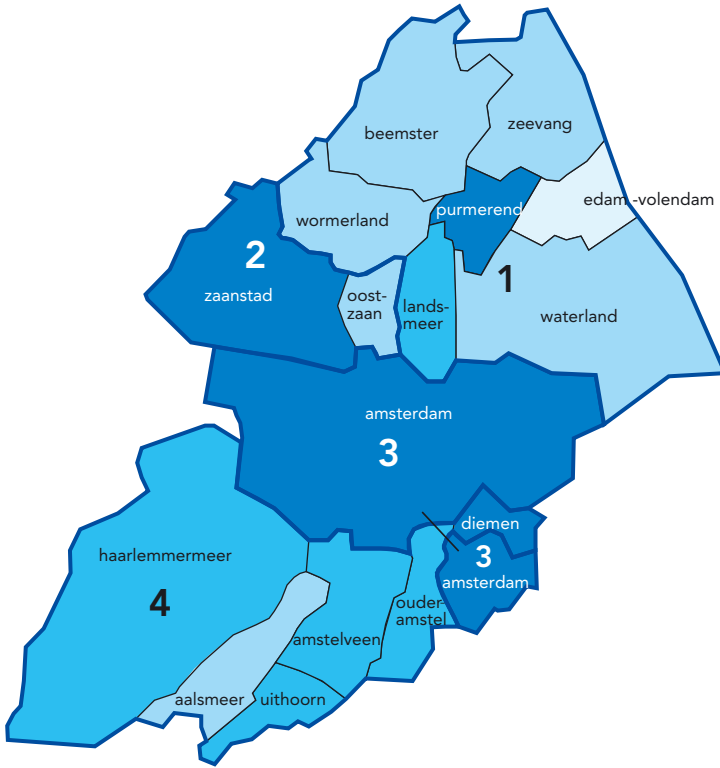 beemster
zeevang
purmerend
edam-volendam
wormerland
2
1
zaanstad
oost-
zaan
lands-
meer
waterland
amsterdam
3
diemen
haarlemmermeer
3
amsterdam
4
ouder-
amstel
amstelveen
aalsmeer
uithoorn